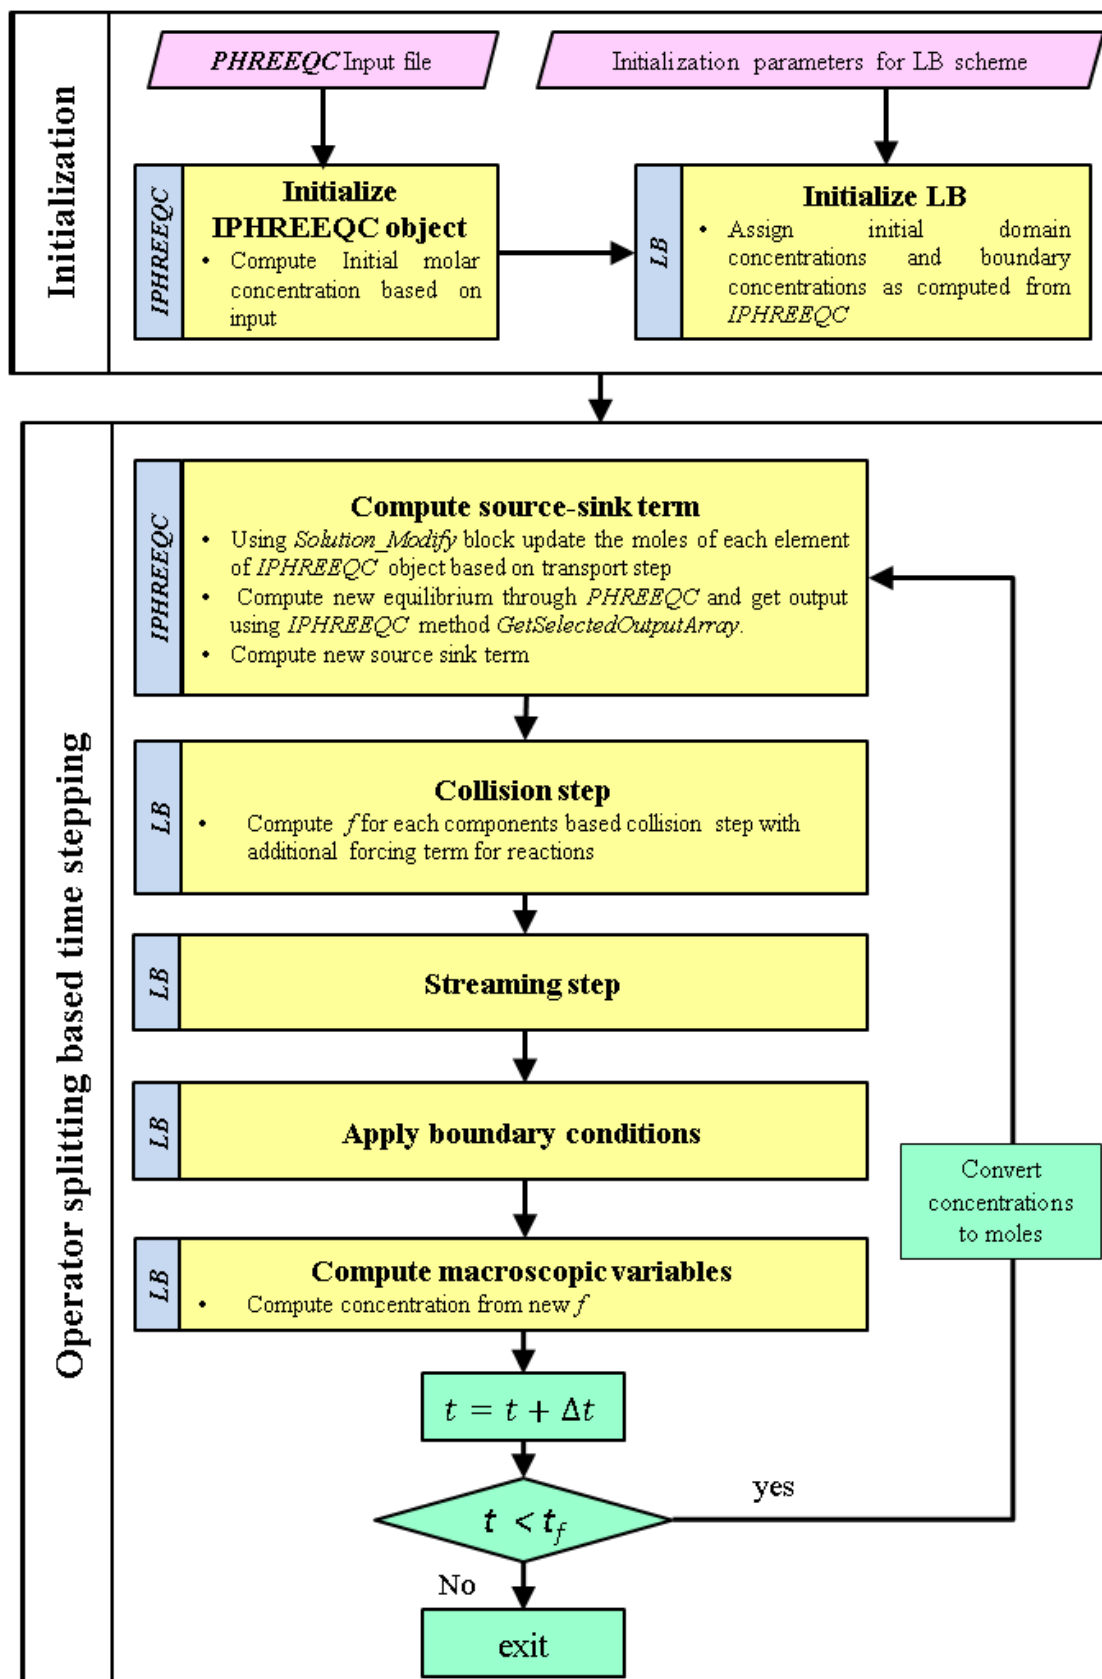 Initialization
PHREEQC Input file
Initialization parameters for LB scheme
IPHREEQC
Initialize
IPHREEQC object
• Compute Initial molar
concentration based on
input
LB
Initialize LB
• Assign initial domain
concentrations and boundary
concentrations as computed from
IPHREEQC
Operator splitting based time stepping
IPHREEQC
Compute source-sink term
• Using Solution_Modify block update the moles of each element
of IPHREEQC object based on transport step
• Compute new equilibrium through PHREEQC and get output
using IPHREEQC method GetSelectedOutputArray.
• Compute new source sink term
LB
Collision step
• Compute f for each components based collision step with
additional forcing term for reactions
LB
Streaming step
LB
Apply boundary conditions
Convert
concentrations
to moles
LB
Compute macroscopic variables
• Compute concentration from new f
t = t + Δt
t < t_f
yes
No
exit